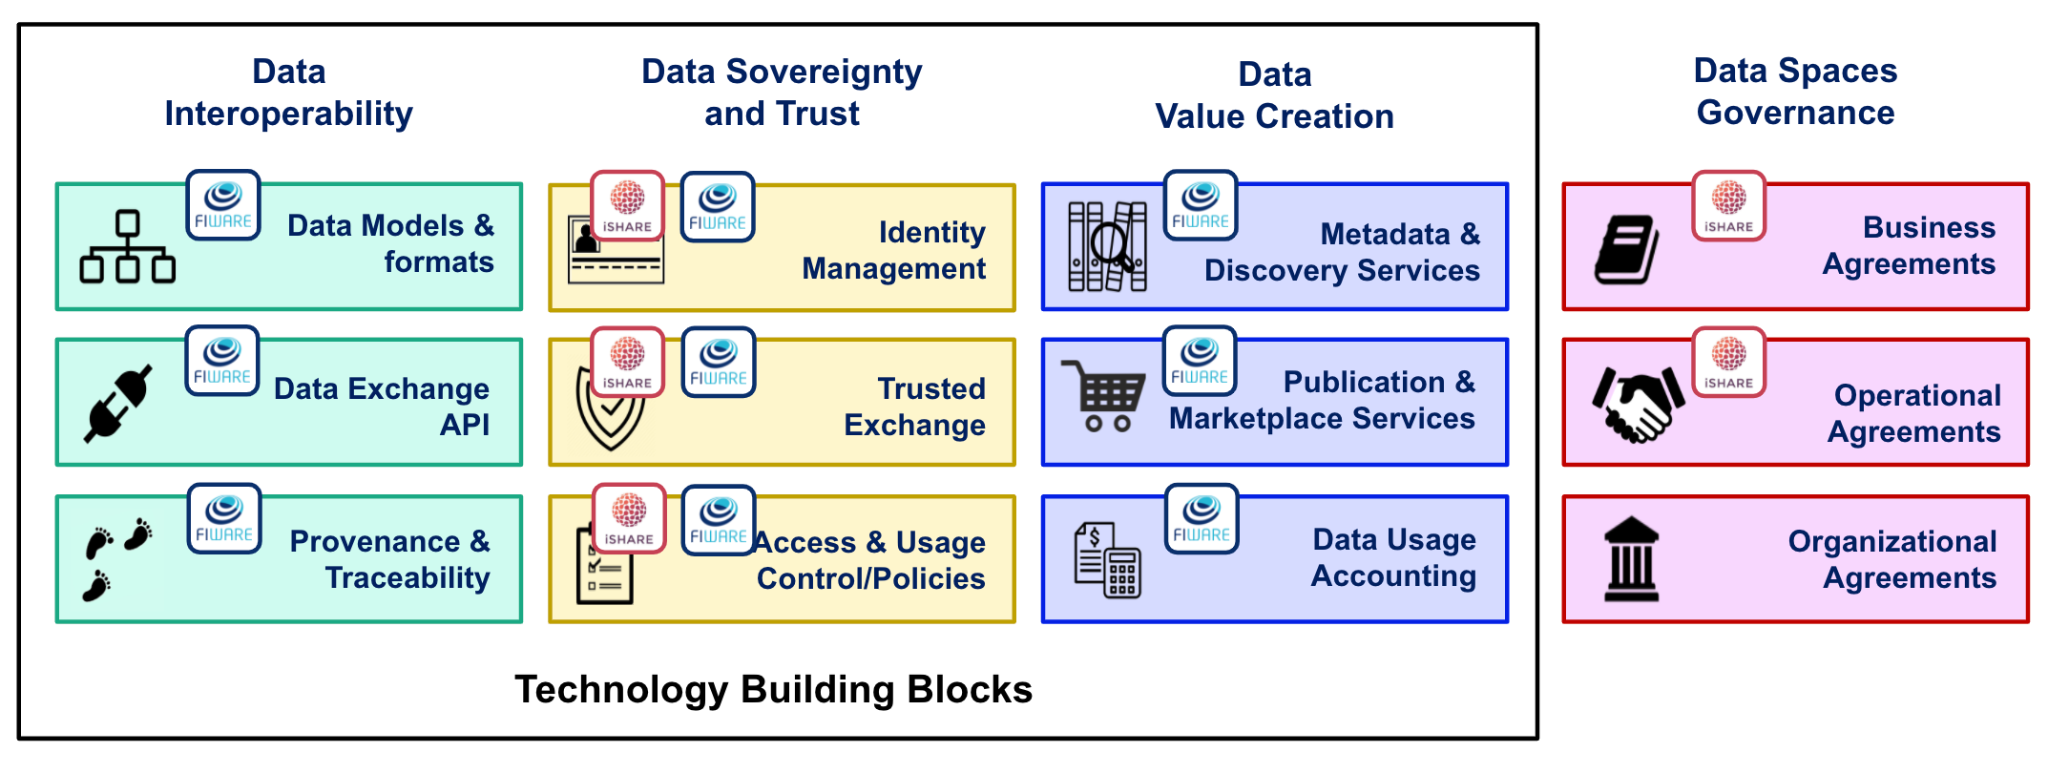 Data
Interoperability
FIWARE
Data Models &
formats
FIWARE
Data Exchange
API
FIWARE
Provenance &
Traceability
Data Sovereignty
and Trust
iSHARE
FIWARE
Identity
Management
iSHARE
FIWARE
Trusted
Exchange
iSHARE
FIWARE
Access & Usage
Control/Policies
Data
Value Creation
FIWARE
Metadata &
Discovery Services
FIWARE
Publication &
Marketplace Services
$
FIWARE
Data Usage
Accounting
Technology Building Blocks
Data Spaces
Governance
iSHARE
Business
Agreements
iSHARE
Operational
Agreements
Organizational
Agreements